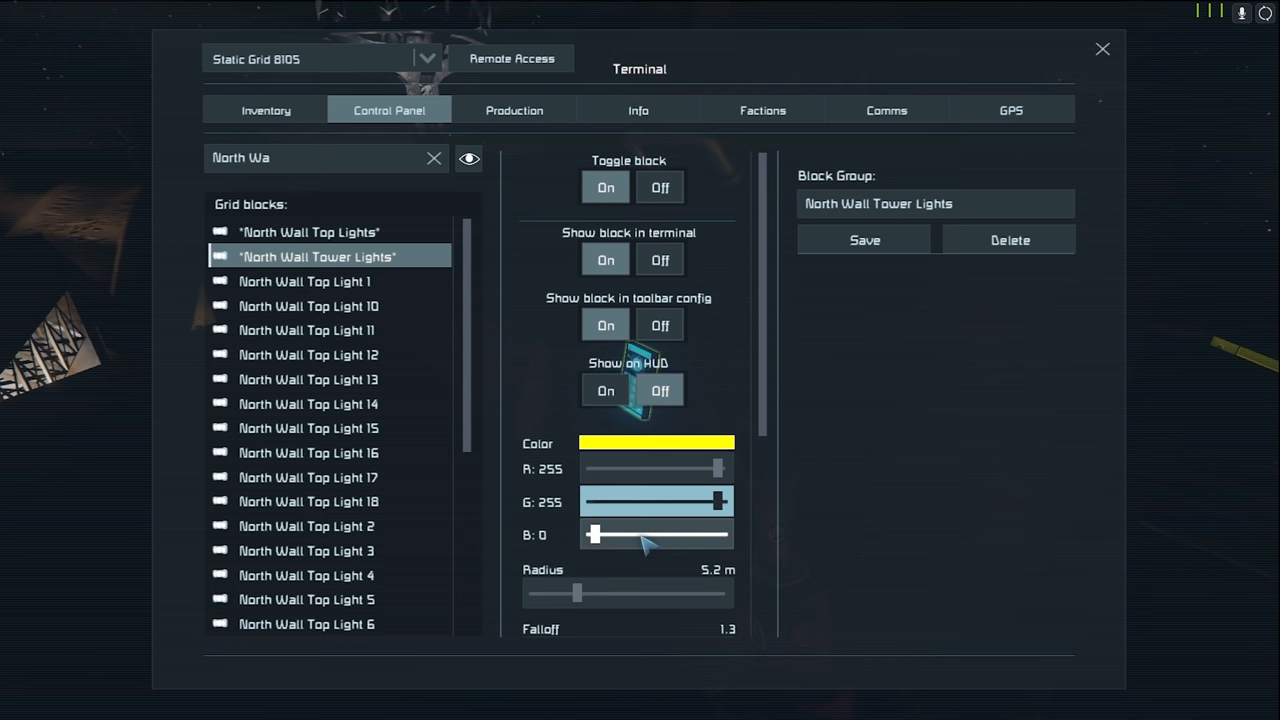 Static Grid 8105
Remote Access
Terminal
Inventory
Control Panel
Production
Info
Factions
Comms
GPS
North Wa
Grid blocks:
*North Wall Top Lights*
*North Wall Tower Lights*
North Wall Top Light 1
North Wall Top Light 10
North Wall Top Light 11
North Wall Top Light 12
North Wall Top Light 13
North Wall Top Light 14
North Wall Top Light 15
North Wall Top Light 16
North Wall Top Light 17
North Wall Top Light 18
North Wall Top Light 2
North Wall Top Light 3
North Wall Top Light 4
North Wall Top Light 5
North Wall Top Light 6
Toggle block
On Off
Show block in terminal
On Off
Show block in toolbar config
On Off
Show on HUD
On Off
Color
R: 255
G: 255
B: 0
Radius 5.2 m
Falloff 1.3
Block Group:
North Wall Tower Lights
Save Delete